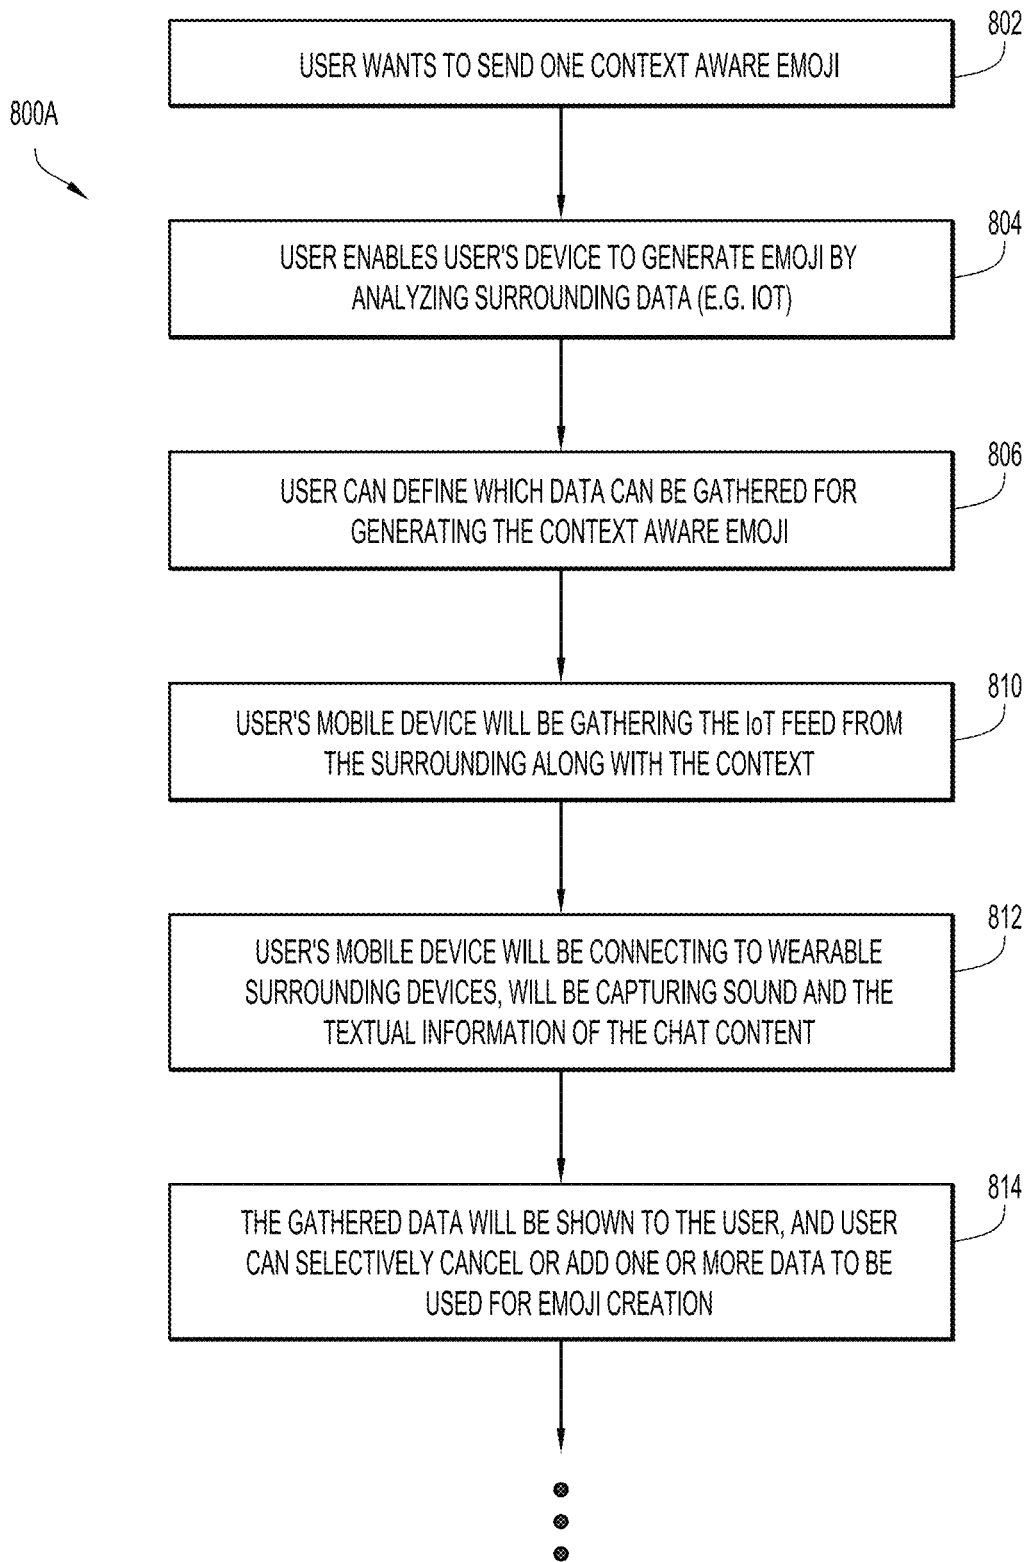 802
USER WANTS TO SEND ONE CONTEXT AWARE EMOJI
800A
804
USER ENABLES USER'S DEVICE TO GENERATE EMOJI BY
ANALYZING SURROUNDING DATA (E.G. IOT)
806
USER CAN DEFINE WHICH DATA CAN BE GATHERED FOR
GENERATING THE CONTEXT AWARE EMOJI
810
USER'S MOBILE DEVICE WILL BE GATHERING THE IoT FEED FROM
THE SURROUNDING ALONG WITH THE CONTEXT
812
USER'S MOBILE DEVICE WILL BE CONNECTING TO WEARABLE
SURROUNDING DEVICES, WILL BE CAPTURING SOUND AND THE
TEXTUAL INFORMATION OF THE CHAT CONTENT
814
THE GATHERED DATA WILL BE SHOWN TO THE USER, AND USER
CAN SELECTIVELY CANCEL OR ADD ONE OR MORE DATA TO BE
USED FOR EMOJI CREATION